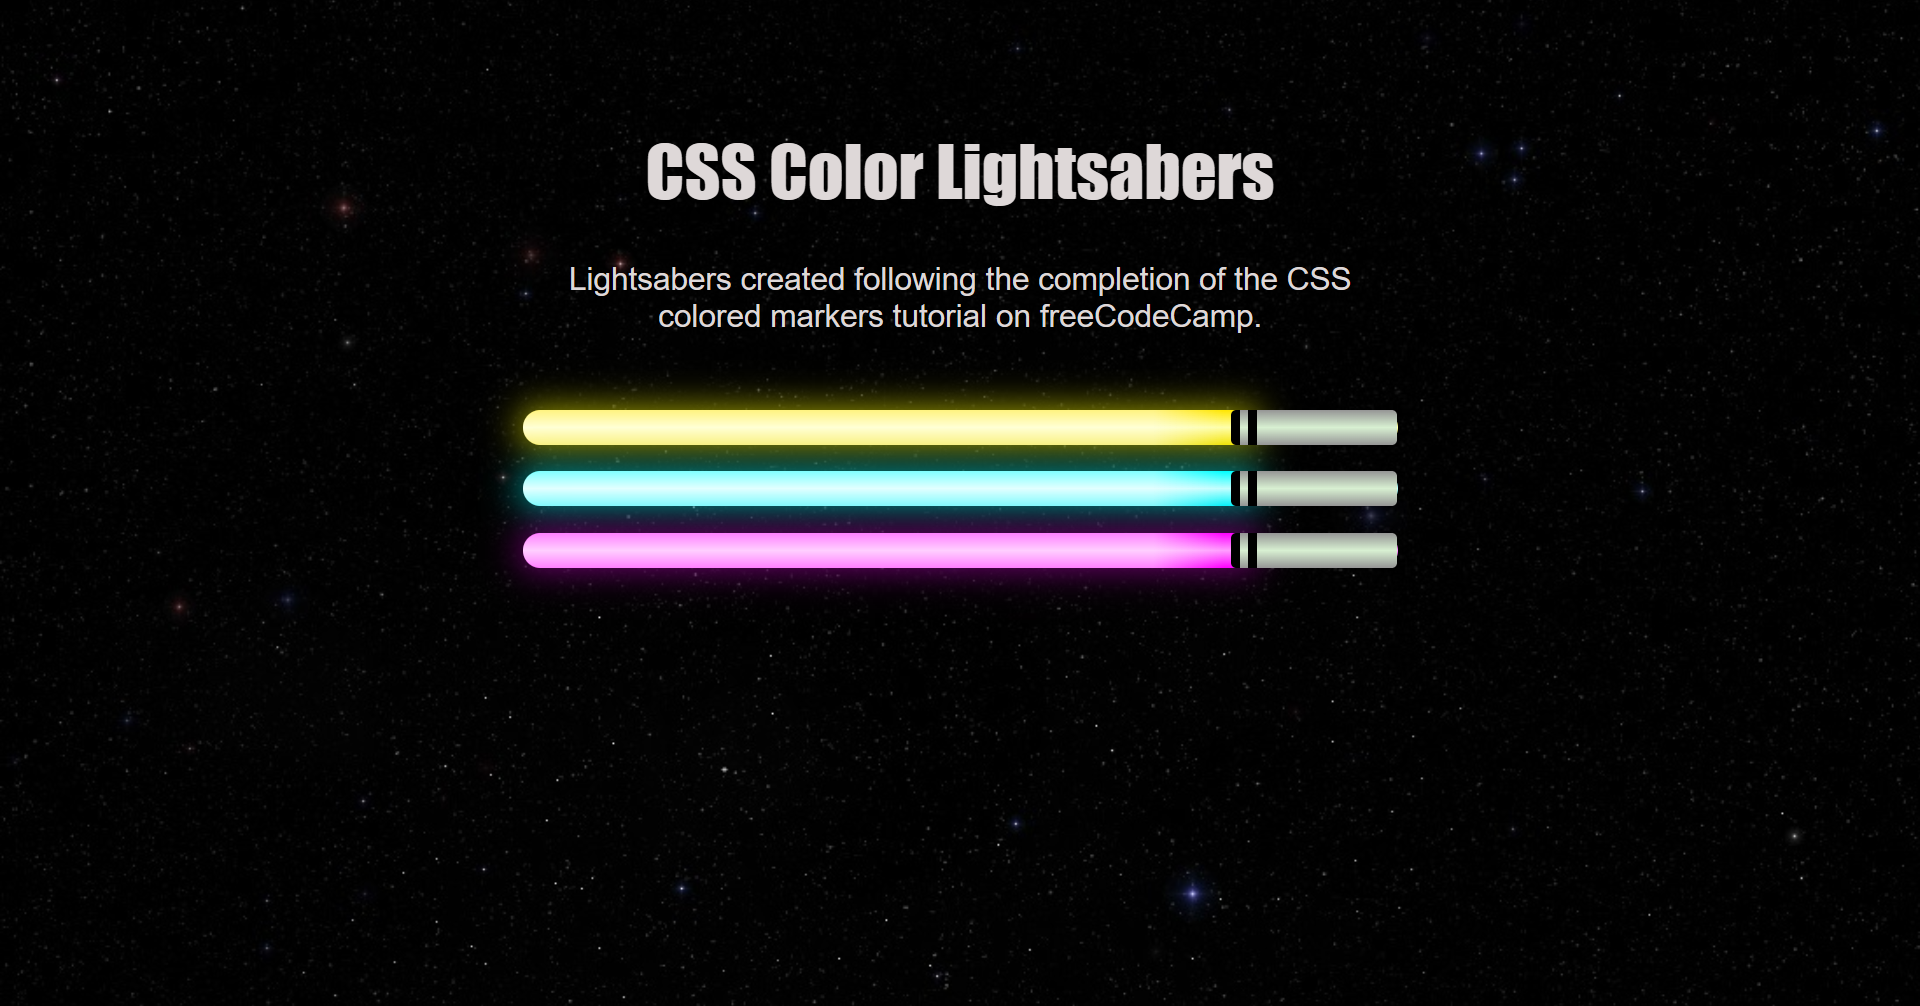 CSS Color Lightsabers
Lightsabers created following the completion of the CSS
colored markers tutorial on freeCodeCamp.